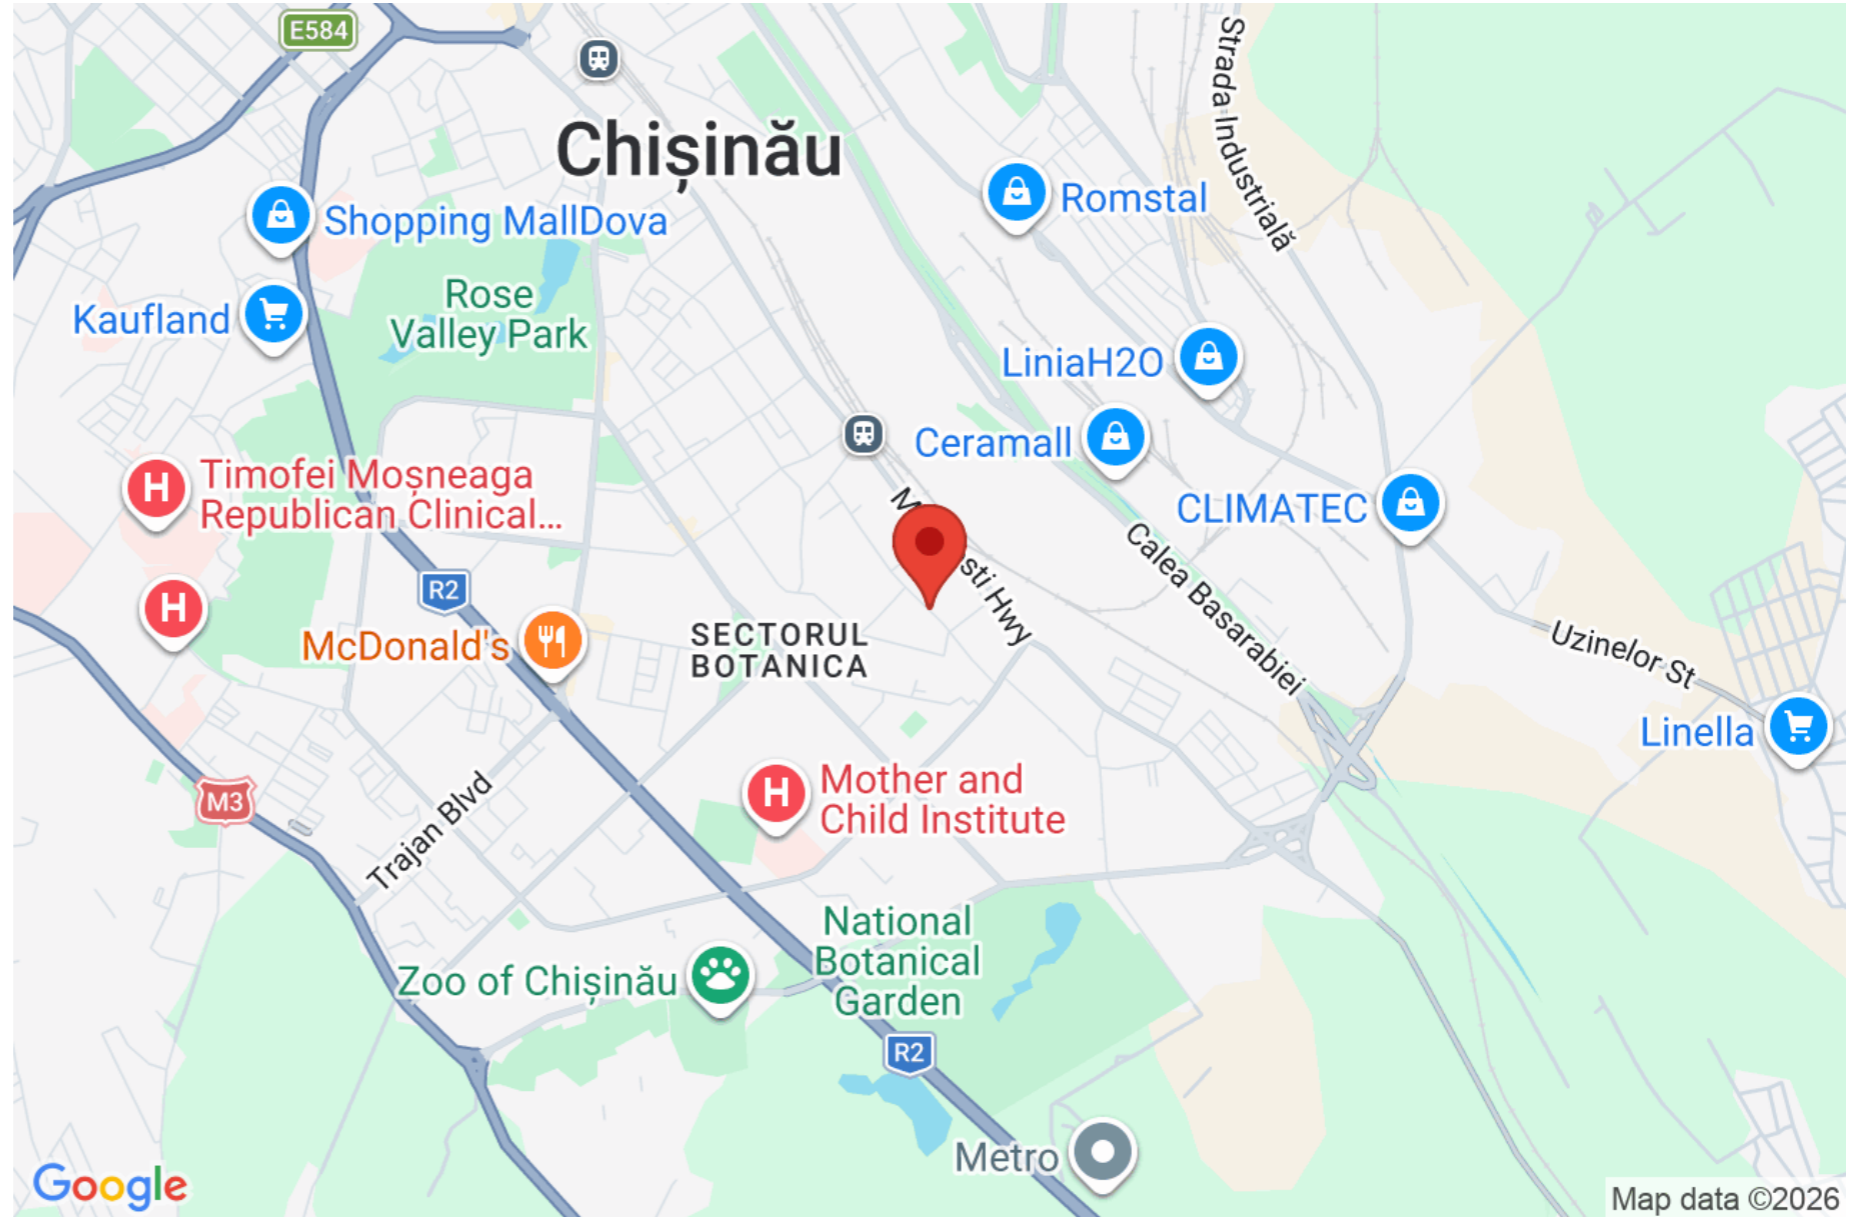 E584
Chișinău
Strada Industrială
Romstal
Shopping MallDova
Rose
Valley Park
Kaufland
LiniaH2O
Ceramall
CLIMATEC
Timofei Moșneaga
Republican Clinical...
H
H
R2
Calea Basarabiei
sti Hwy
McDonald's
SECTORUL
BOTANICA
Uzinelor St
Linella
M3
Trajan Blvd
H
Mother and
Child Institute
National
Botanical
Garden
Zoo of Chișinău
R2
Metro
Google
Map data ©2026